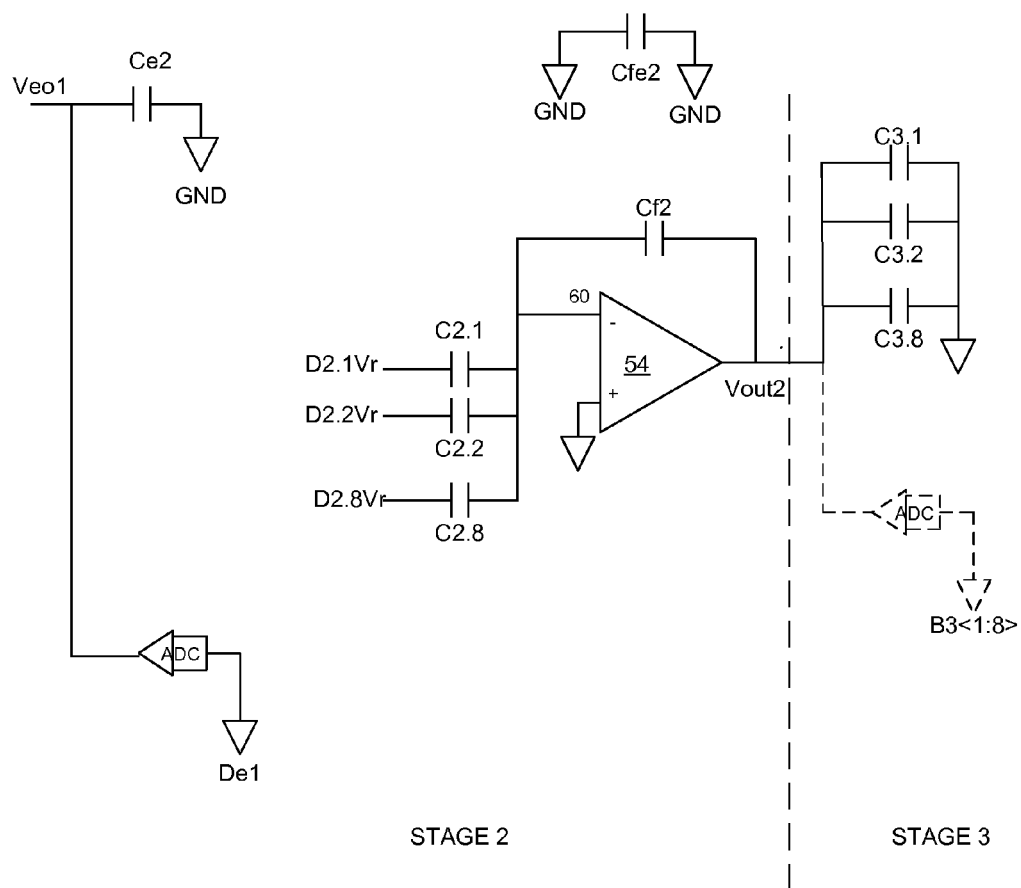 Ce2
Veo1
GND
Cfe2
GND
GND
C3.1
C3.2
C3.8
Cf2
60
-
54
+
Vout2
C2.1
D2.1Vr
D2.2Vr
C2.2
D2.8Vr
C2.8
ADC
B3<1:8>
ADC
De1
STAGE 2
STAGE 3